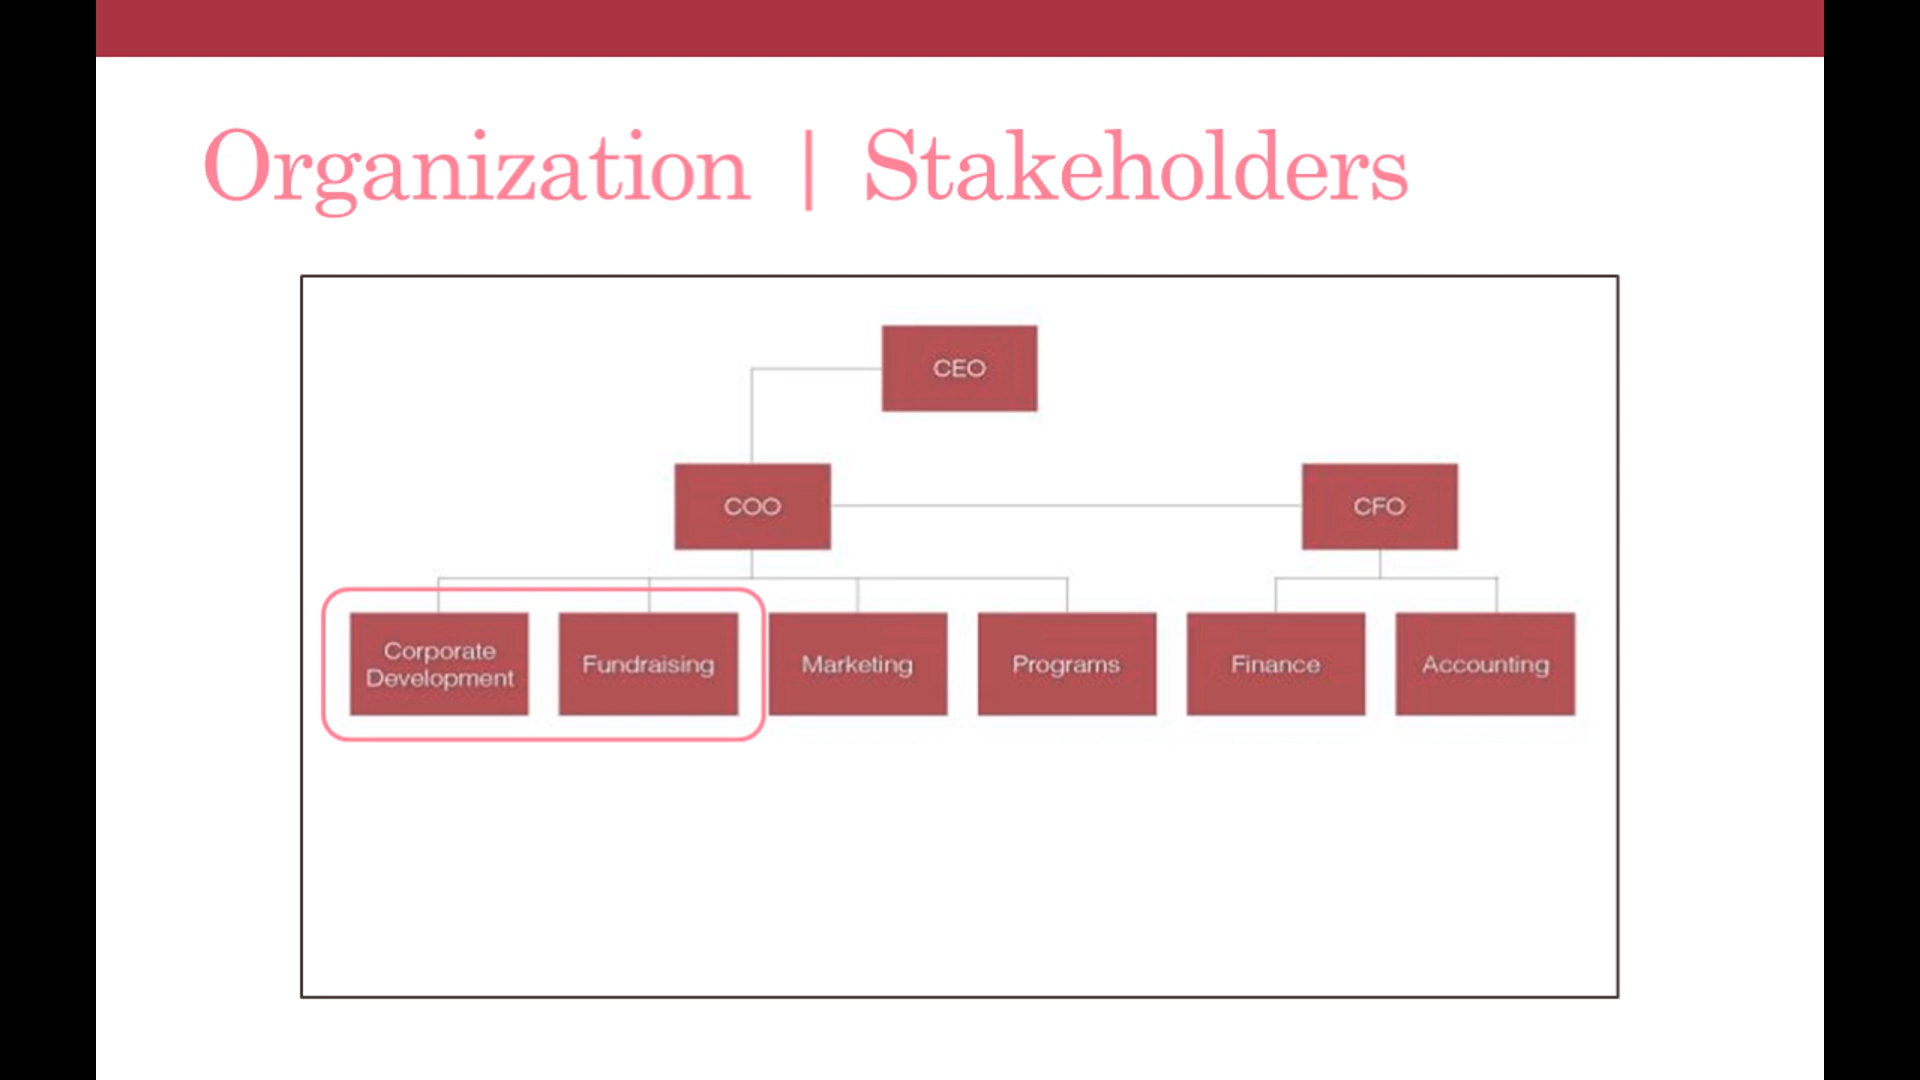 Organization | Stakeholders
CEO
COO
CFO
Corporate
Development
Fundraising
Marketing
Programs
Finance
Accounting